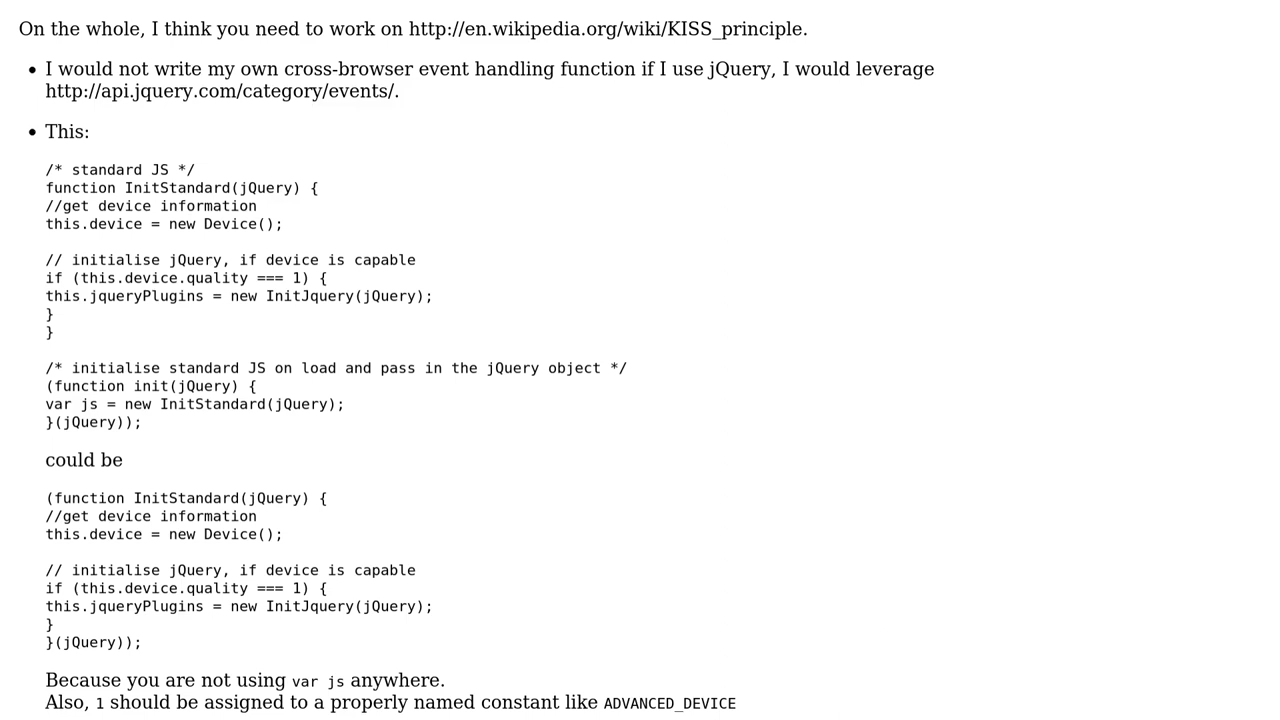 On the whole, I think you need to work on http://en.wikipedia.org/wiki/KISS_principle.
• I would not write my own cross-browser event handling function if I use jQuery, I would leverage
http://api.jquery.com/category/events/.
• This:
/* standard JS */
function InitStandard(jQuery) {
//get device information
this.device = new Device();
// initialise jQuery, if device is capable
if (this.device.quality === 1) {
this.jqueryPlugins = new InitJquery(jQuery);
}
}
/* initialise standard JS on load and pass in the jQuery object */
(function init(jQuery) {
var js = new InitStandard(jQuery);
}(jQuery));
could be
(function InitStandard(jQuery) {
//get device information
this.device = new Device();
// initialise jQuery, if device is capable
if (this.device.quality === 1) {
this.jqueryPlugins = new InitJquery(jQuery);
}
}(jQuery));
Because you are not using var js anywhere.
Also, 1 should be assigned to a properly named constant like ADVANCED_DEVICE